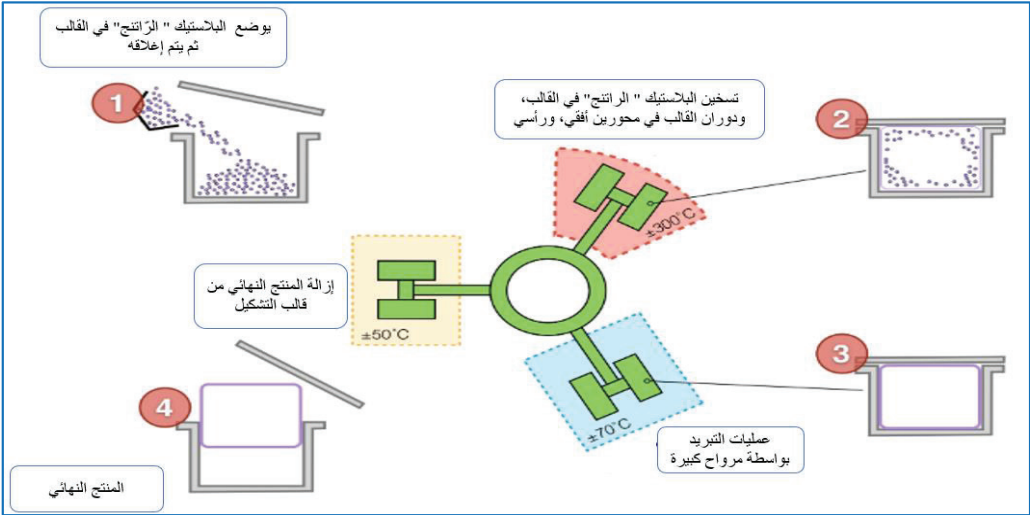 يوضع البلاستيك " الرّاتنج" في القالب
ثم يتم إغلاقه
1
تسخين البلاستيك " الراتنج" في القالب،
ودوران القالب في محورين أفقي، ورأسي
2
±300°C
إزالة المنتج النهائي من
قالب التشكيل
±50°C
3
±70°C
عمليات التبريد
بواسطة مرواح كبيرة
4
المنتج النهائي